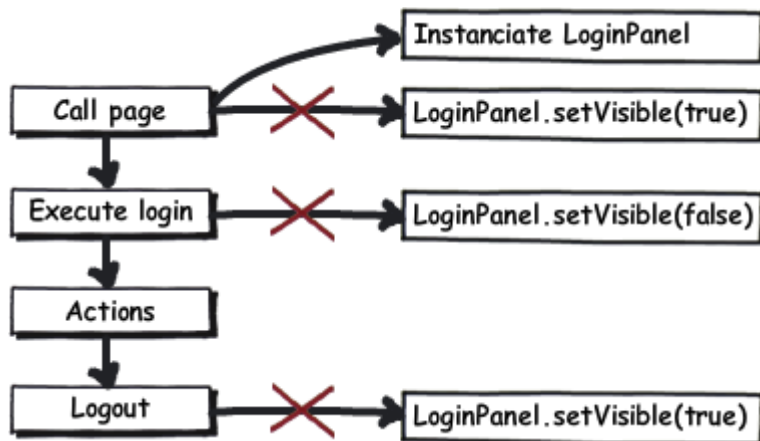 Instanciate LoginPanel
Call page
LoginPanel.setVisible(true)
Execute login
LoginPanel.setVisible(false)
Actions
Logout
LoginPanel.setVisible(true)